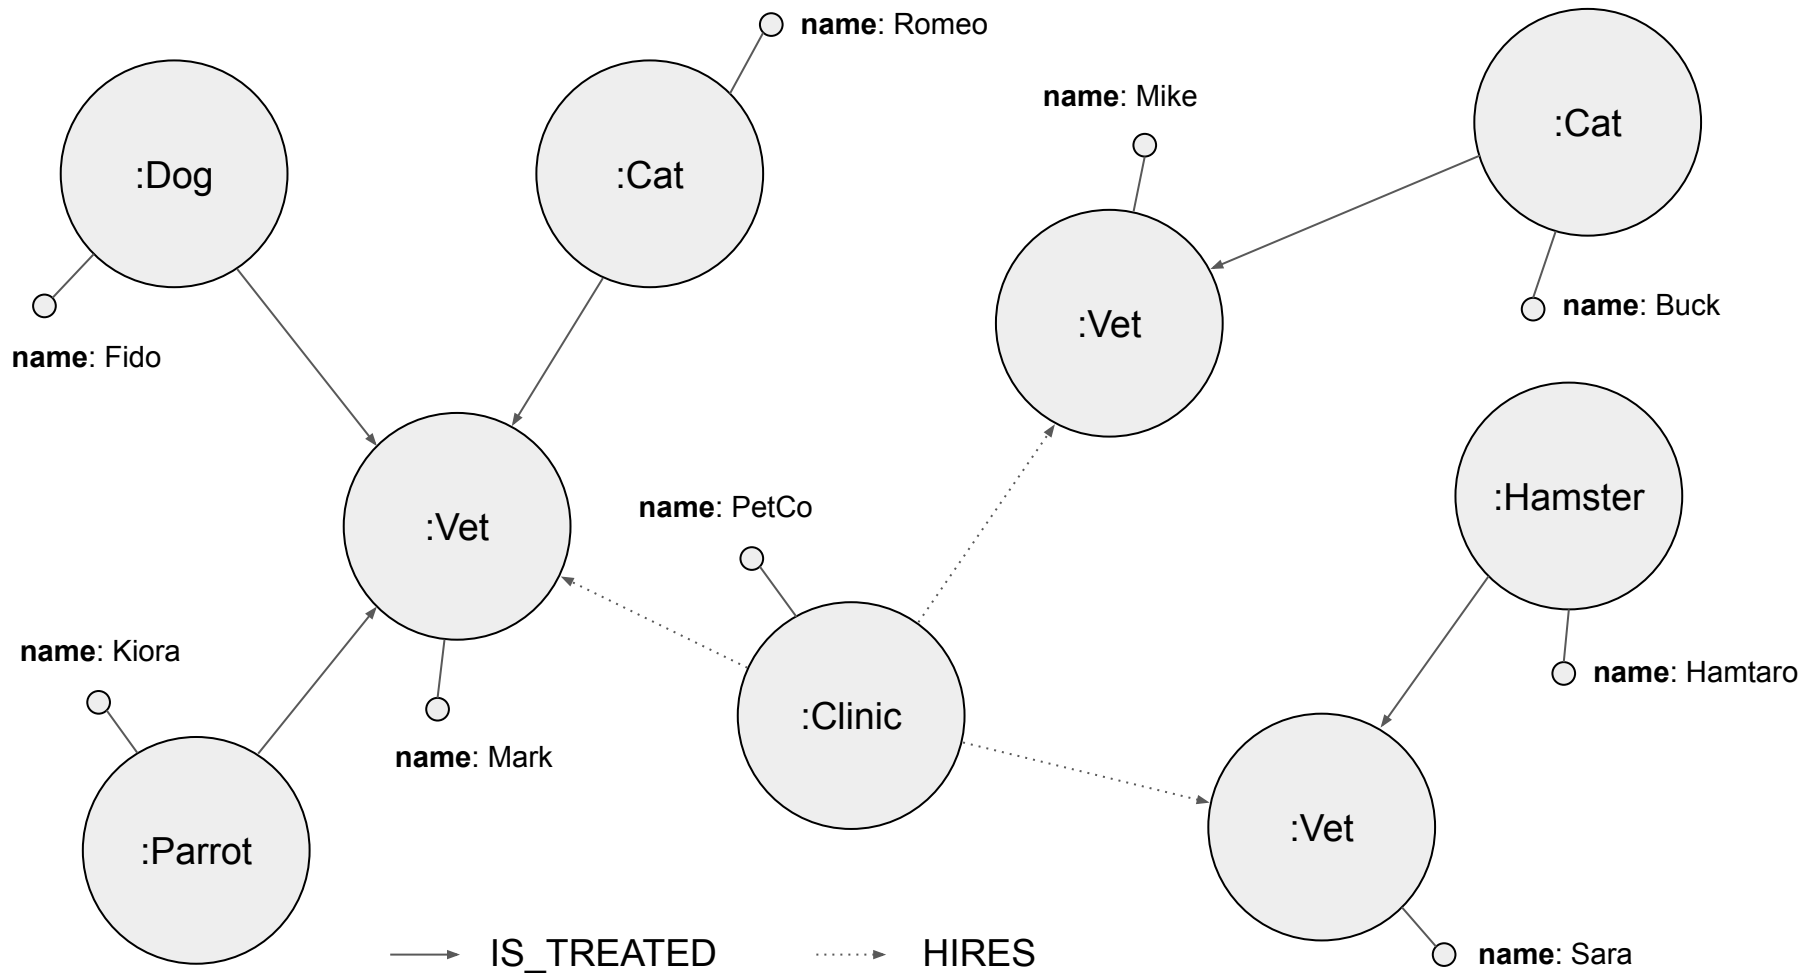 name: Romeo
:Dog
:Cat
name: Mike
:Cat
name: Fido
:Vet
name: Buck
:Vet
name: PetCo
:Hamster
name: Kiora
name: Mark
:Clinic
name: Hamtaro
:Parrot
:Vet
IS_TREATED
HIRES
name: Sara